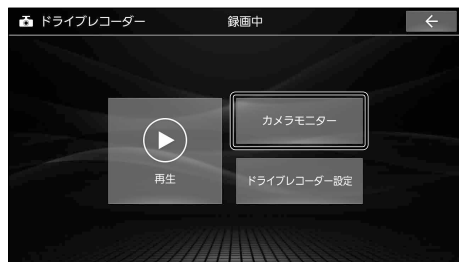 ドライブレコーダー
録画中
カメラモニター
再生
ドライブレコーダー設定